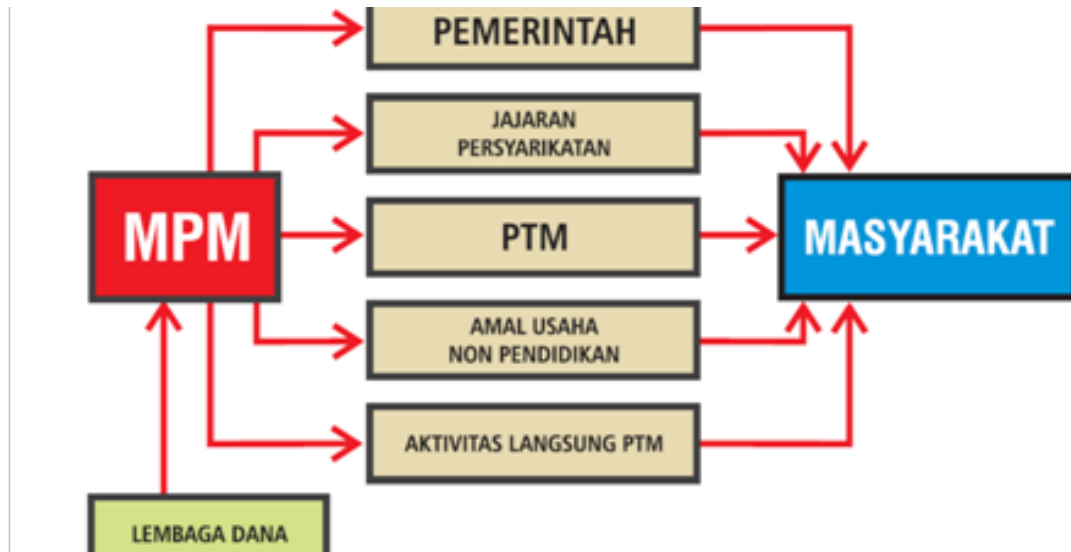 PEMERINTAH
JAJARAN
PERSYARIKATAN
MPM
PTM
MASYARAKAT
AMAL USAHA
NON PENDIDIKAN
AKTIVITAS LANGSUNG PTM
LEMBAGA DANA